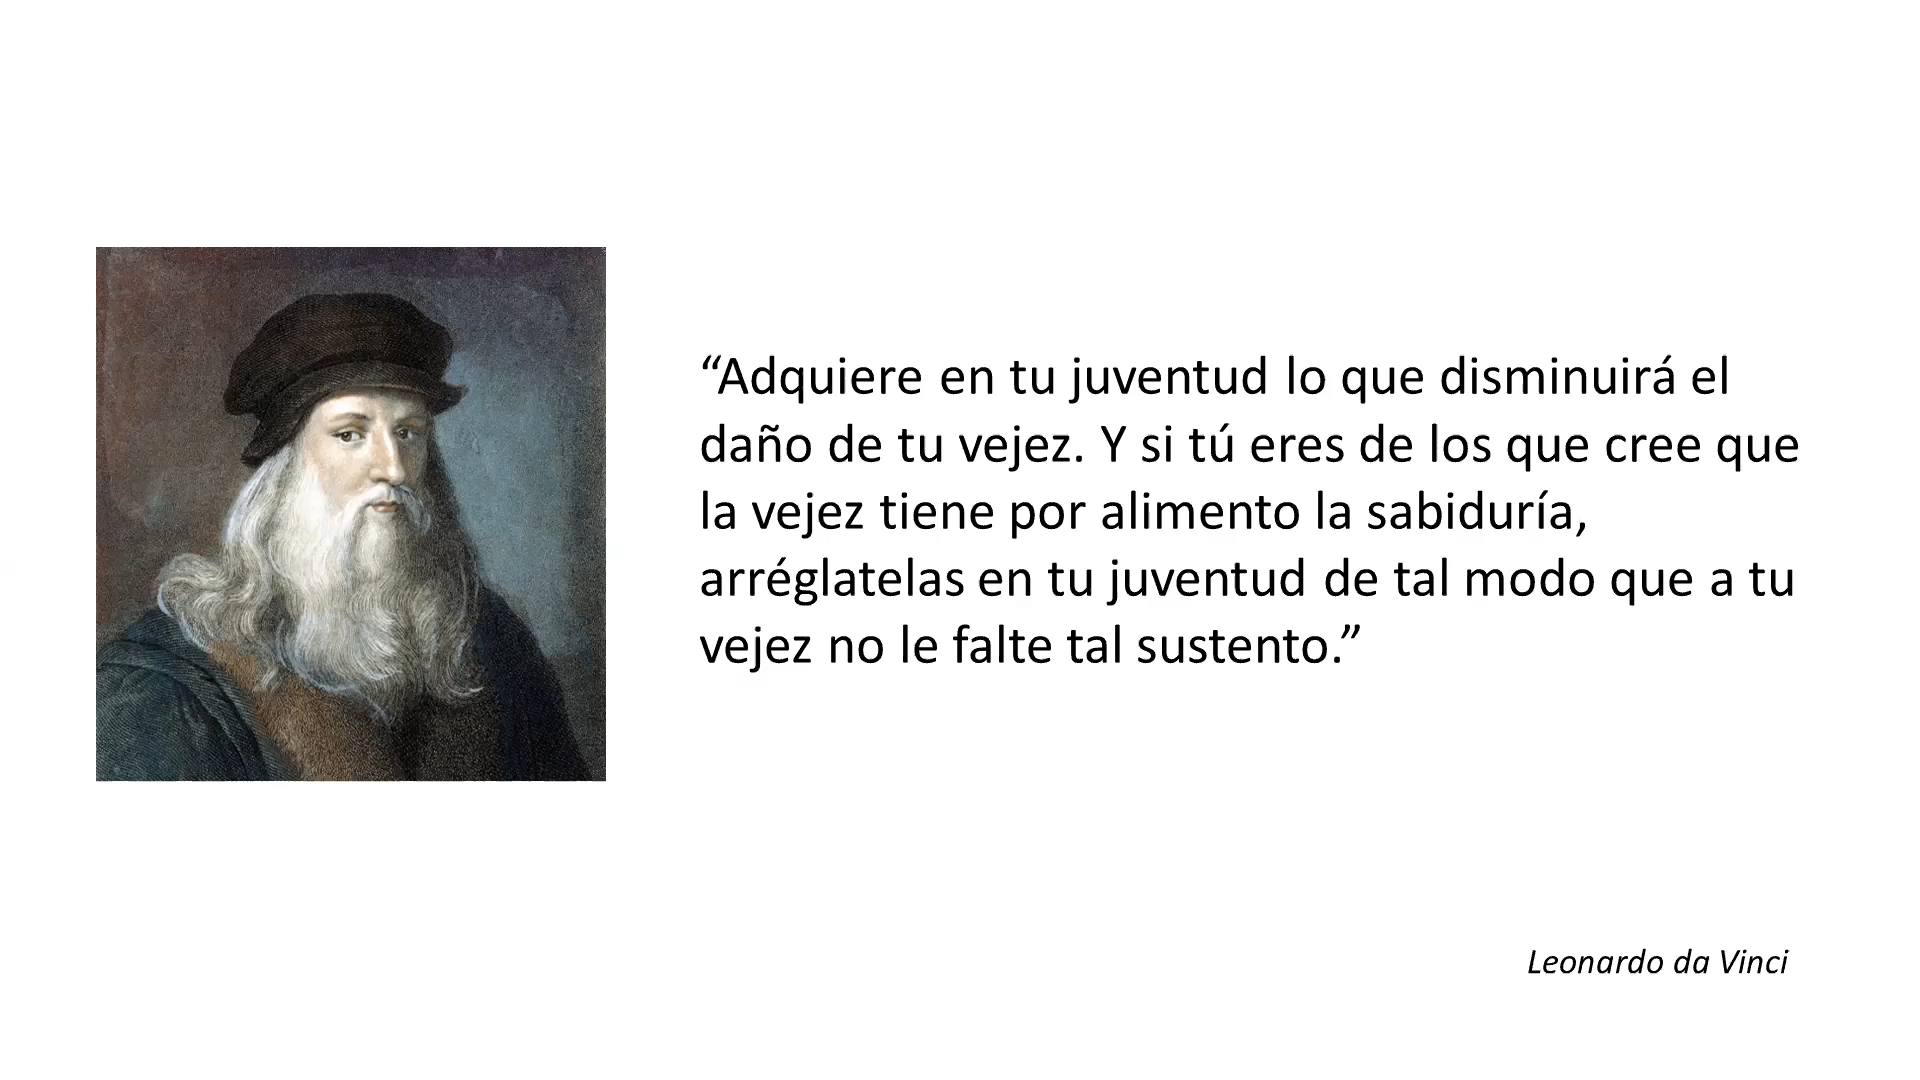 “Adquiere en tu juventud lo que disminuirá el
daño de tu vejez. Y si tú eres de los que cree que
la vejez tiene por alimento la sabiduría,
arréglatelas en tu juventud de tal modo que a tu
vejez no le falte tal sustento.”
Leonardo da Vinci